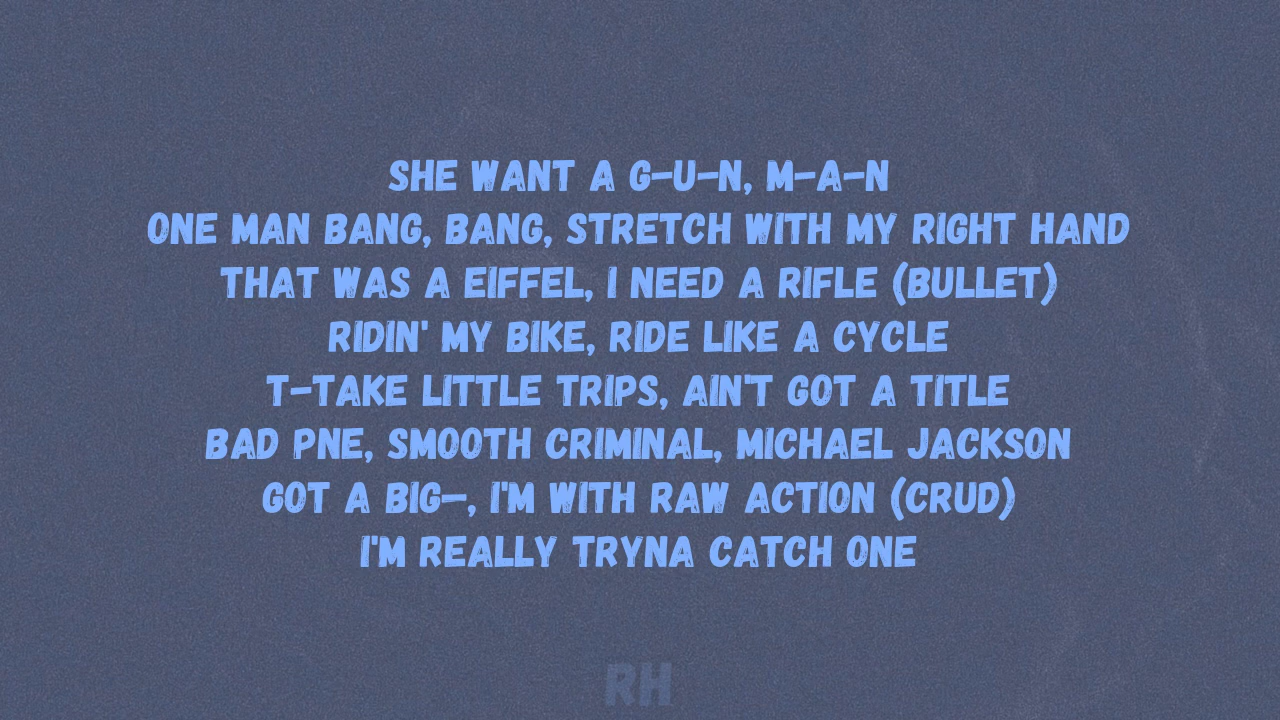 SHE WANT A G-U-N, M-A-N
ONE MAN BANG, BANG, STRETCH WITH MY RIGHT HAND
THAT WAS A EIFFEL, I NEED A RIFLE (BULLET)
RIDIN' MY BIKE, RIDE LIKE A CYCLE
T-TAKE LITTLE TRIPS, AIN'T GOT A TITLE
BAD PNE, SMOOTH CRIMINAL, MICHAEL JACKSON
GOT A BIG-, I'M WITH RAW ACTION (CRUD)
I'M REALLY TRYNA CATCH ONE
RH